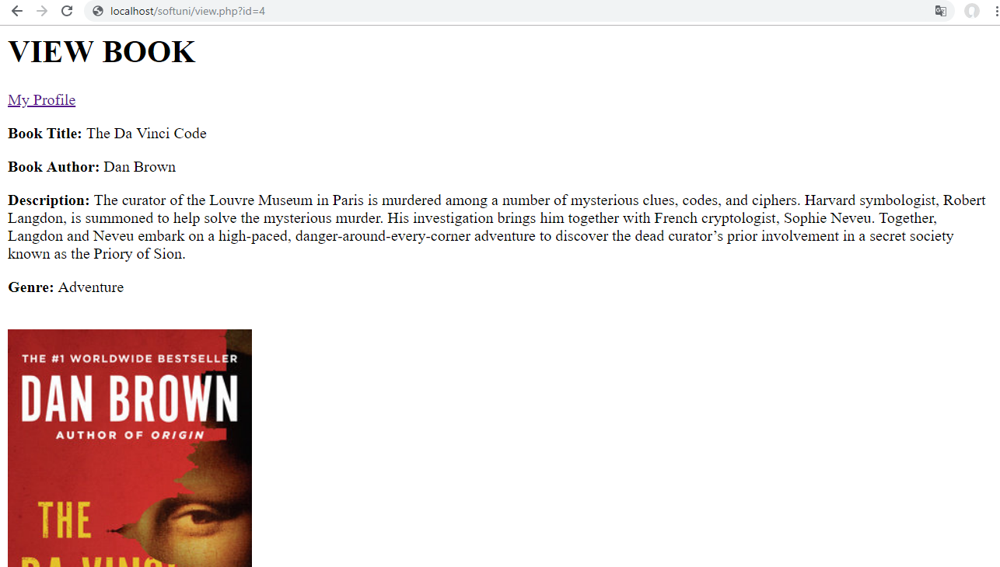 localhost/softuni/view.php?id=4
VIEW BOOK
My Profile
Book Title: The Da Vinci Code
Book Author: Dan Brown
Description: The curator of the Louvre Museum in Paris is murdered among a number of mysterious clues, codes, and ciphers. Harvard symbologist, Robert
Langdon, is summoned to help solve the mysterious murder. His investigation brings him together with French cryptologist, Sophie Neveu. Together,
Langdon and Neveu embark on a high-paced, danger-around-every-corner adventure to discover the dead curator’s prior involvement in a secret society
known as the Priory of Sion.
Genre: Adventure
THE #1 WORLDWIDE BESTSELLER
DAN BROWN
AUTHOR OF ORIGIN
THE
DA VINCI